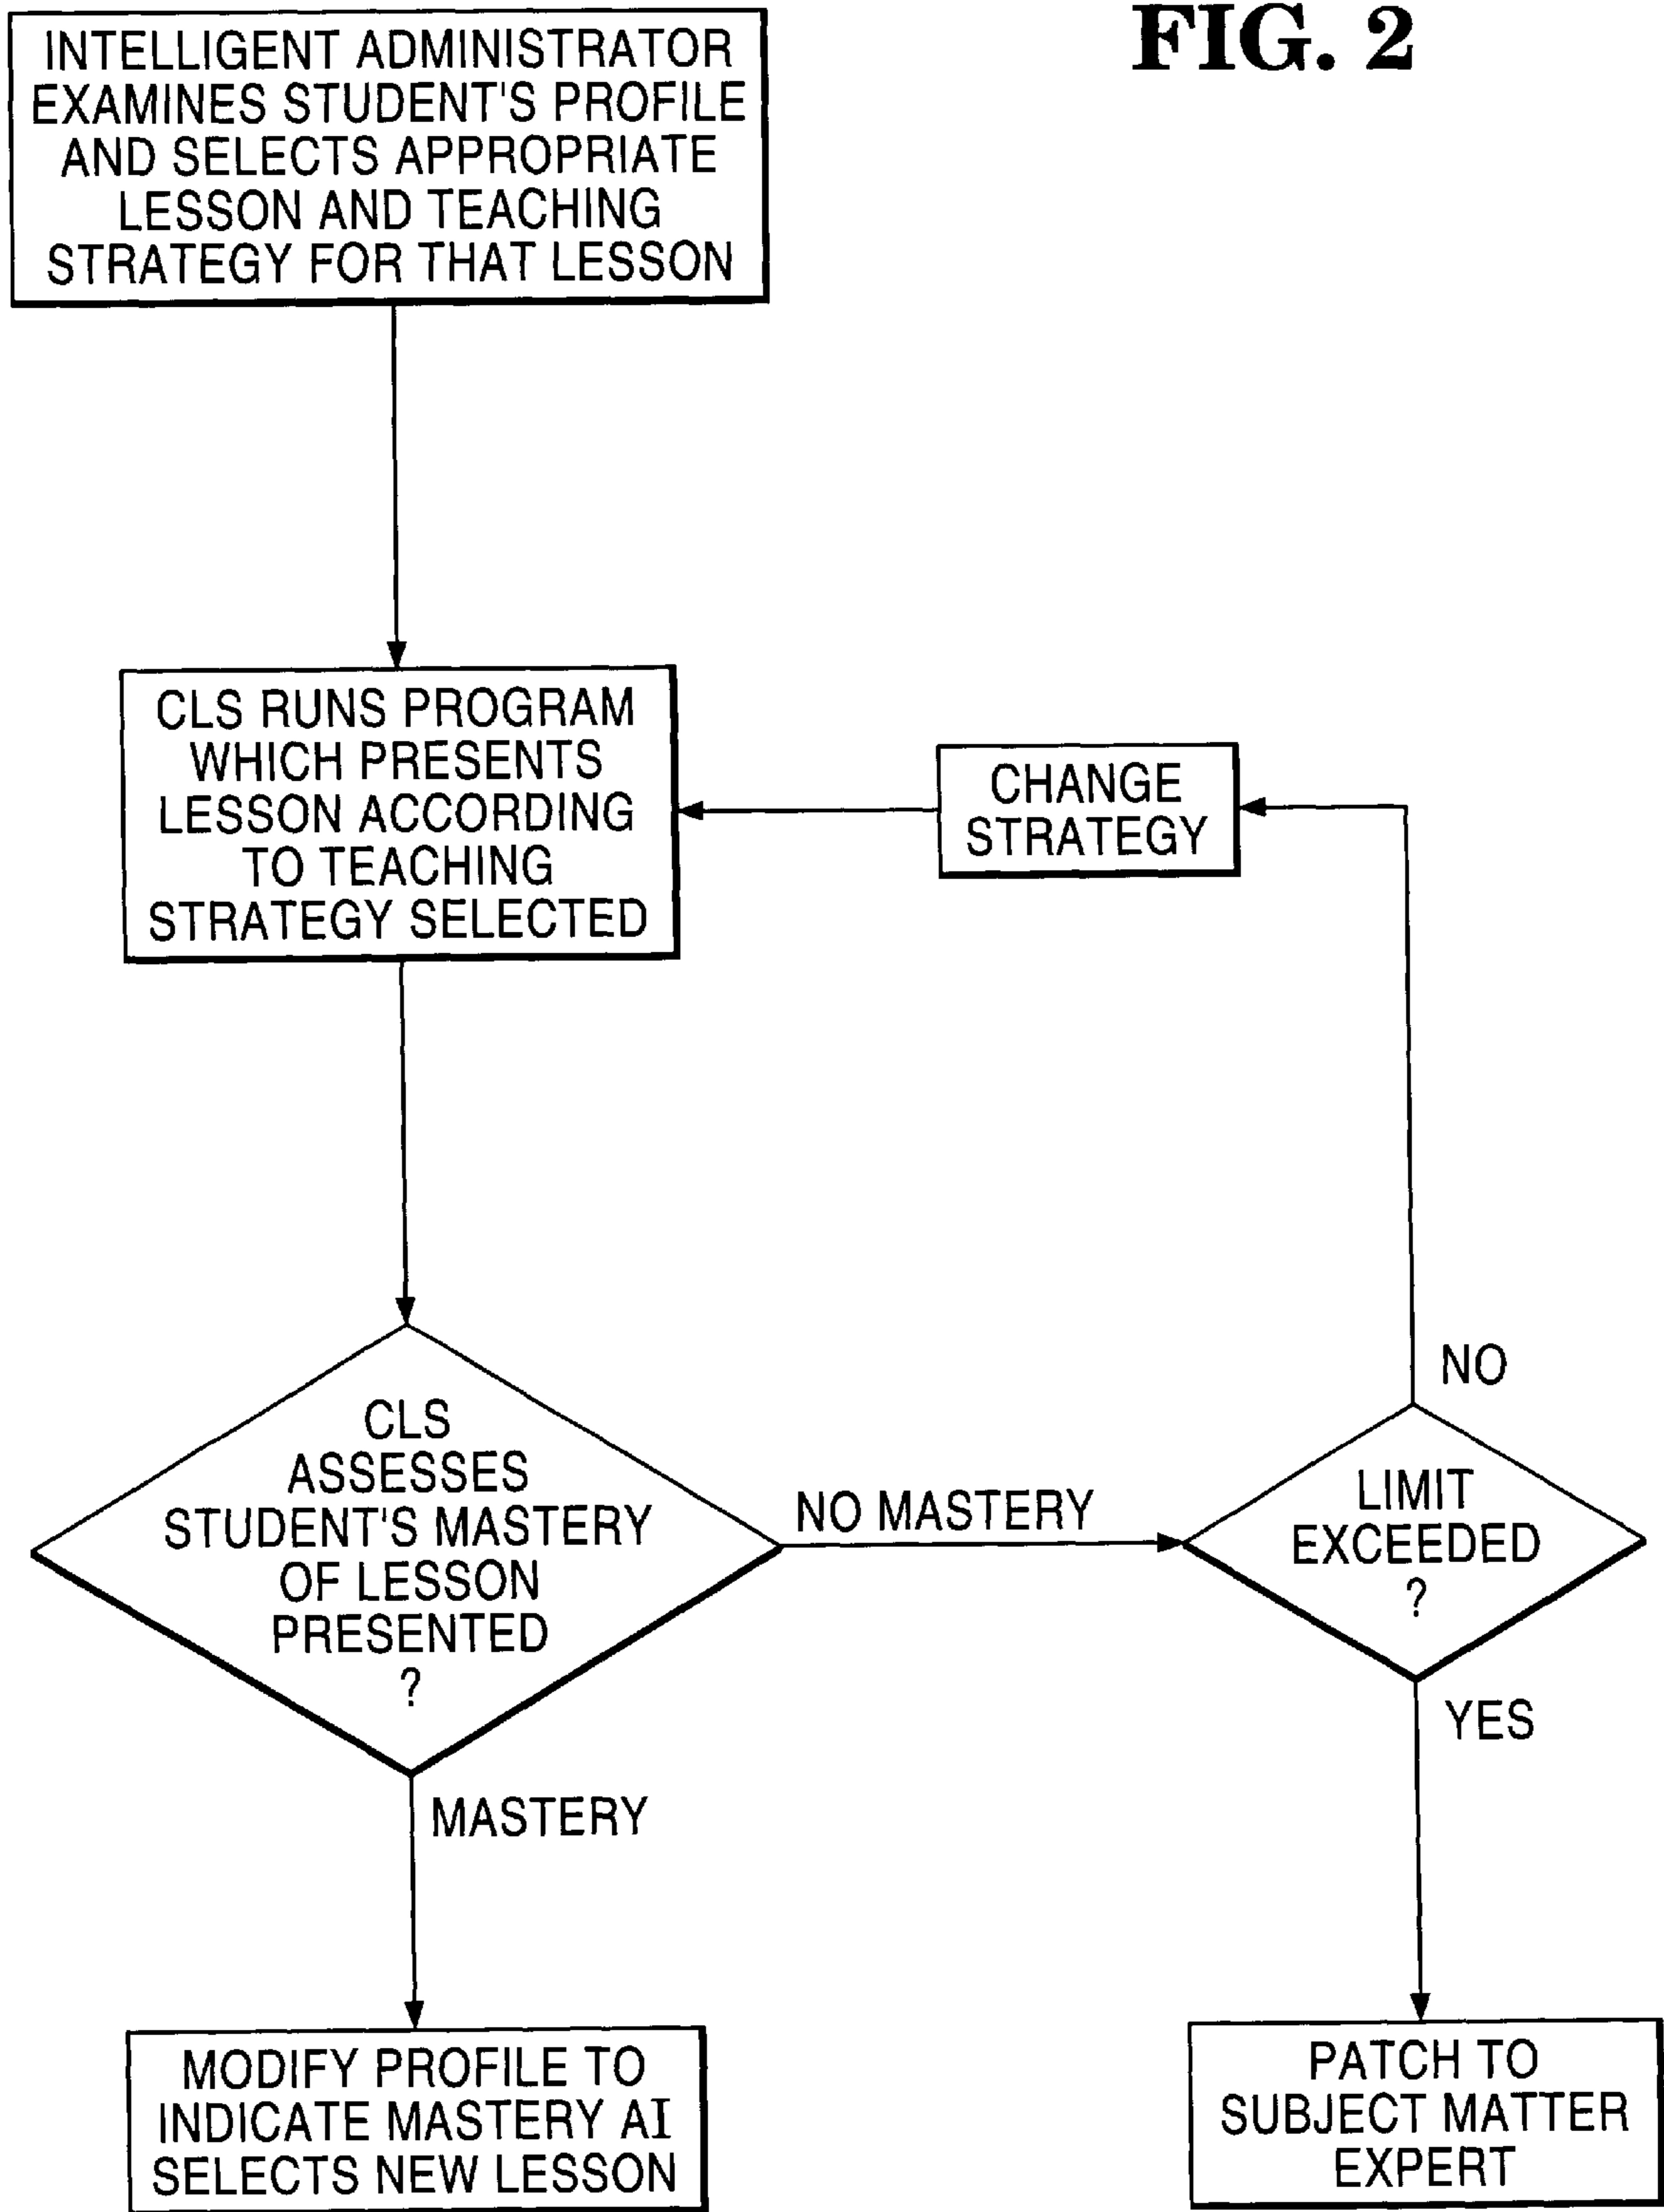 FIG. 2
INTELLIGENT ADMINISTRATOR
EXAMINES STUDENT'S PROFILE
AND SELECTS APPROPRIATE
LESSON AND TEACHING
STRATEGY FOR THAT LESSON
CLS RUNS PROGRAM
WHICH PRESENTS
LESSON ACCORDING
TO TEACHING
STRATEGY SELECTED
CHANGE
STRATEGY
CLS
ASSESSES
STUDENT'S MASTERY
OF LESSON
PRESENTED
?
NO MASTERY
LIMIT
EXCEEDED
?
NO
YES
MASTERY
MODIFY PROFILE TO
INDICATE MASTERY AI
SELECTS NEW LESSON
PATCH TO
SUBJECT MATTER
EXPERT